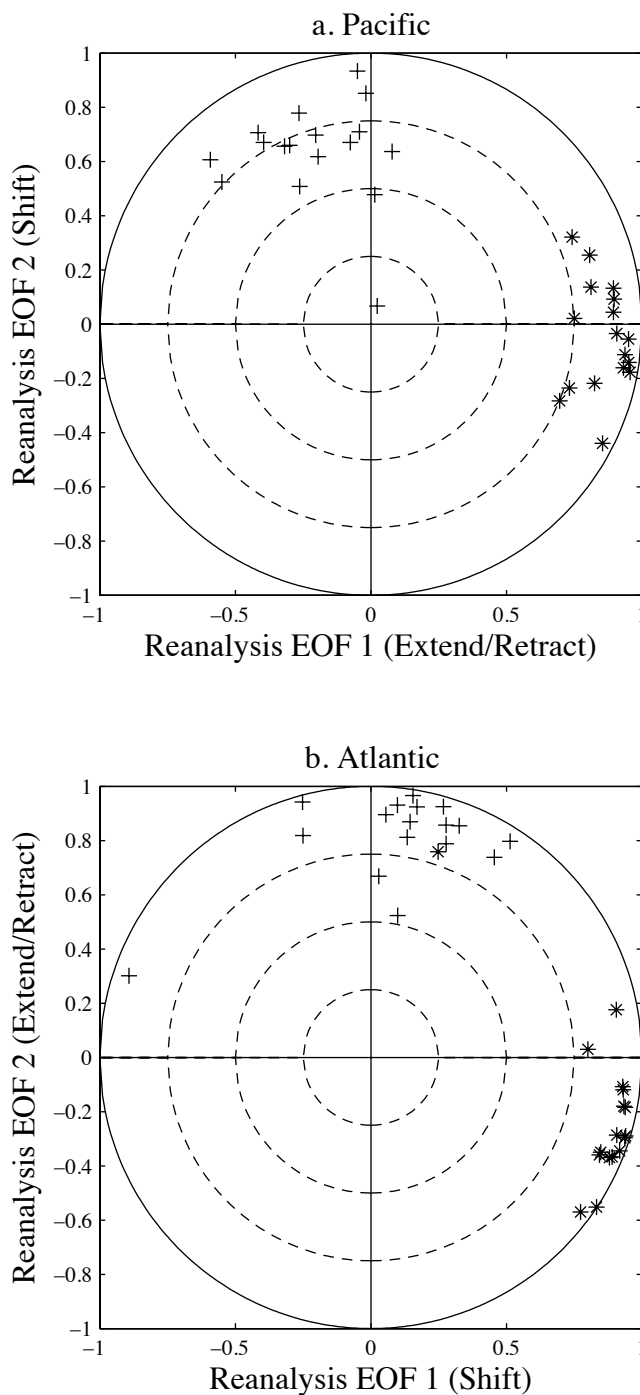 a. Pacific
1
0.8
0.6
0.4
0.2
0
–0.2
–0.4
–0.6
–0.8
–1
Reanalysis EOF 2 (Shift)
–1 –0.5 0 0.5 1
Reanalysis EOF 1 (Extend/Retract)
b. Atlantic
1
0.8
0.6
0.4
0.2
0
–0.2
–0.4
–0.6
–0.8
–1
Reanalysis EOF 2 (Extend/Retract)
–1 –0.5 0 0.5 1
Reanalysis EOF 1 (Shift)